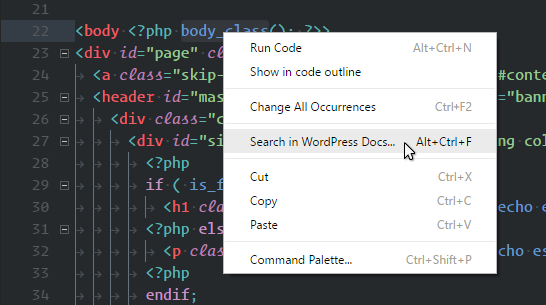 21
22 <body <?php body_class(); ?>>
23 <div id="page" c
24 <a class="skip- #conte
25 <header id="mas ="bann
26 <div class="c
27 <div id="si ng col
28 <?php
29 if ( is_f
30 <h1 cla echo es
31 <?php els
32 <p clas echo es
33 <?php
34 endif;
Run Code Alt+Ctrl+N
Show in code outline
Change All Occurrences Ctrl+F2
Search in WordPress Docs... Alt+Ctrl+F
Cut Ctrl+X
Copy Ctrl+C
Paste Ctrl+V
Command Palette... Ctrl+Shift+P